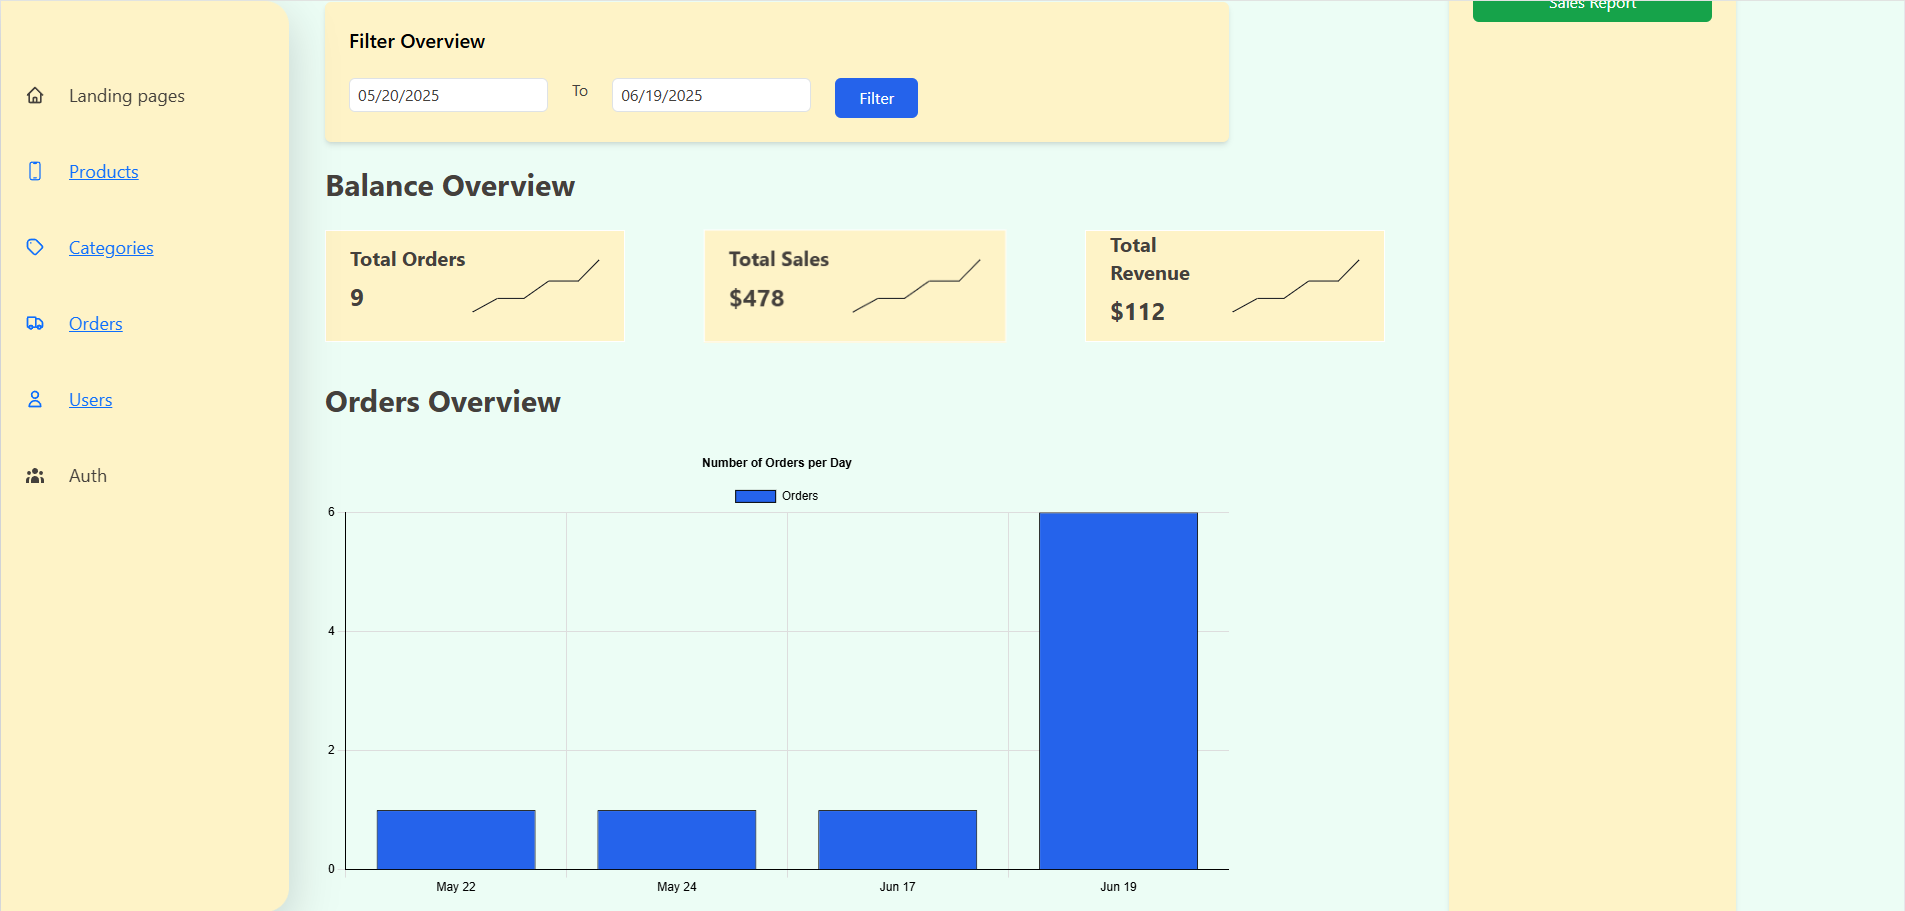 Landing pages
Products
Categories
Orders
Users
Auth
Filter Overview
05/20/2025 To 06/19/2025 Filter
Balance Overview
Total Orders
9
Total Sales
$478
Total
Revenue
$112
Orders Overview
Number of Orders per Day
Orders
6
4
2
0
May 22 May 24 Jun 17 Jun 19
Sales Report